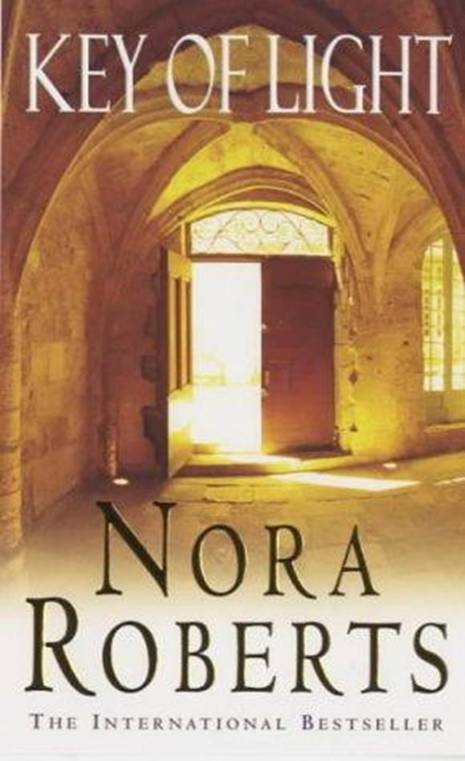 KEY OF LIGHT
NORA
ROBERTS
THE INTERNATIONAL BESTSELLER